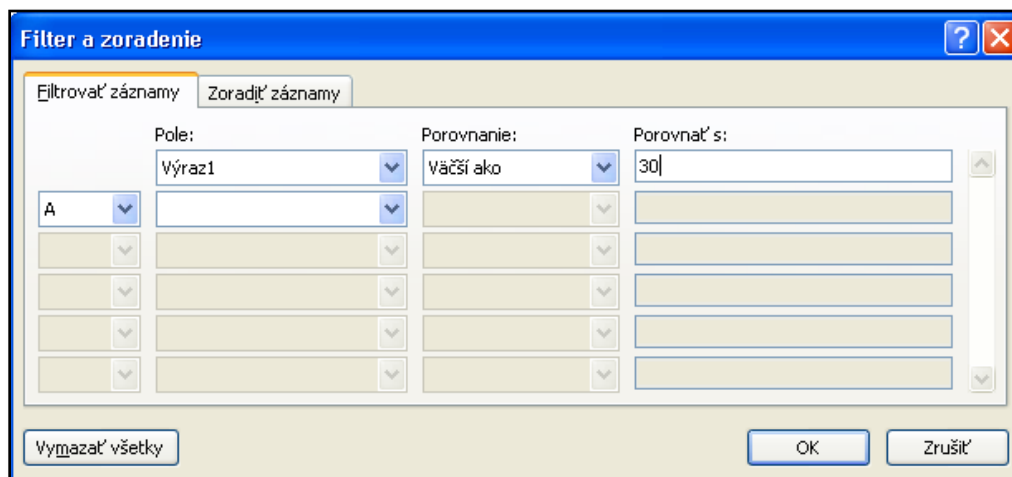 Filter a zoradenie
Filtrovať záznamy Zoradiť záznamy
Pole: Porovnanie: Porovnať s:
Výraz1 Väčší ako 30
A
Vymazať všetky OK Zrušiť